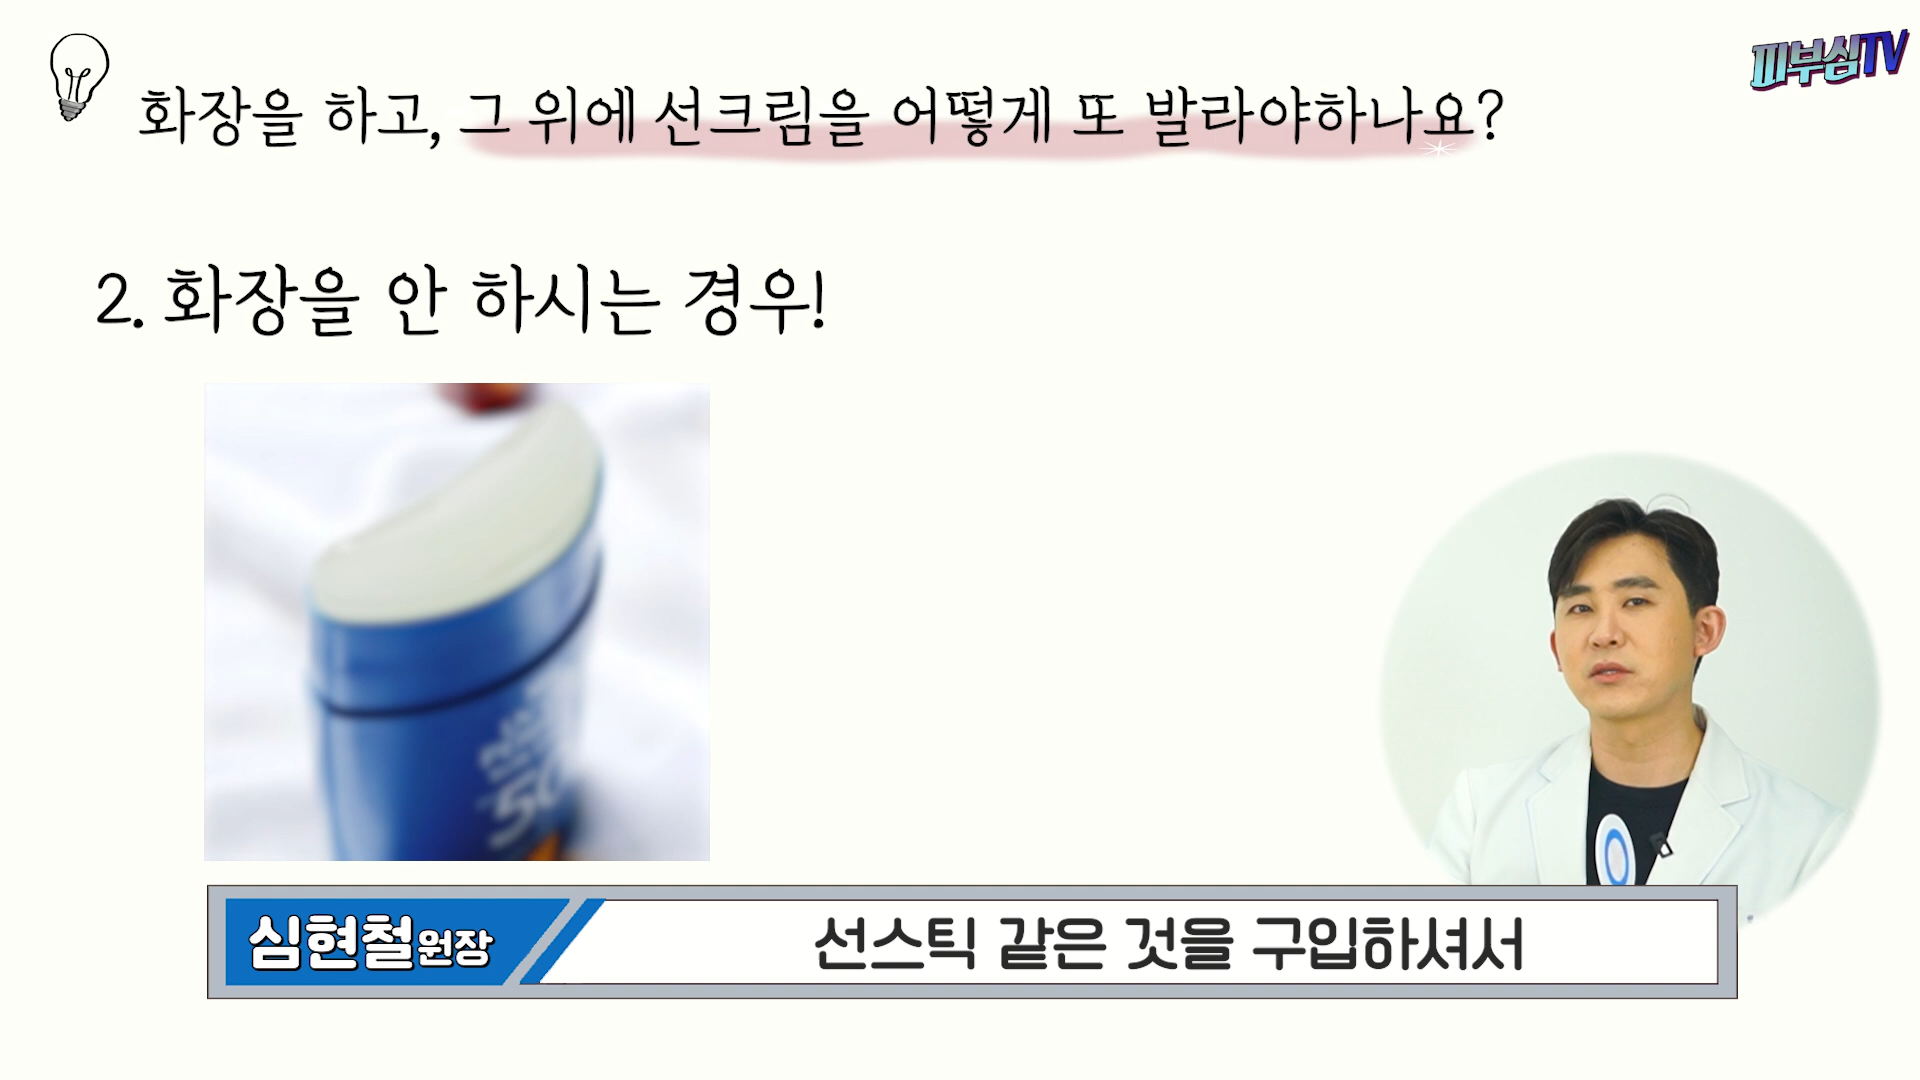 화장을 하고, 그 위에 선크림을 어떻게 또 발라야하나요?
피부심TV
2. 화장을 안 하시는 경우!
50
심현철원장
선스틱 같은 것을 구입하셔서